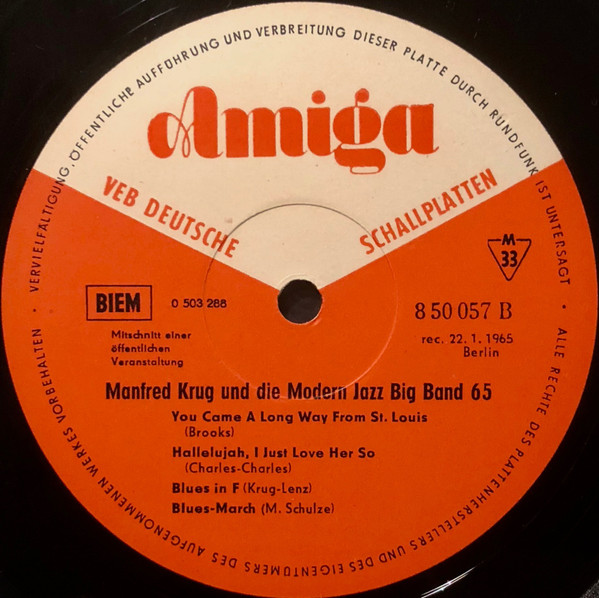 Amiga
VEB DEUTSCHE SCHALLPLATTEN
M
33
BIEM
0 503 288
8 50 057 B
Mitschnitt einer
öffentlichen
Veranstaltung
rec. 22. 1. 1965
Berlin
Manfred Krug und die Modern Jazz Big Band 65
You Came A Long Way From St. Louis
(Brooks)
Hallelujah, I Just Love Her So
(Charles-Charles)
Blues in F (Krug-Lenz)
Blues-March (M. Schulze)
· ALLE RECHTE DES PLATTENHERSTELLERS UND DES EIGENTÜMERS DES AUFGENOMMENEN WERKES VORBEHALTEN · VERVIELFÄLTIGUNG, ÖFFENTLICHE AUFFÜHRUNG UND VERBREITUNG DIESER PLATTE DURCH RUNDFUNK IST UNTERSAGT